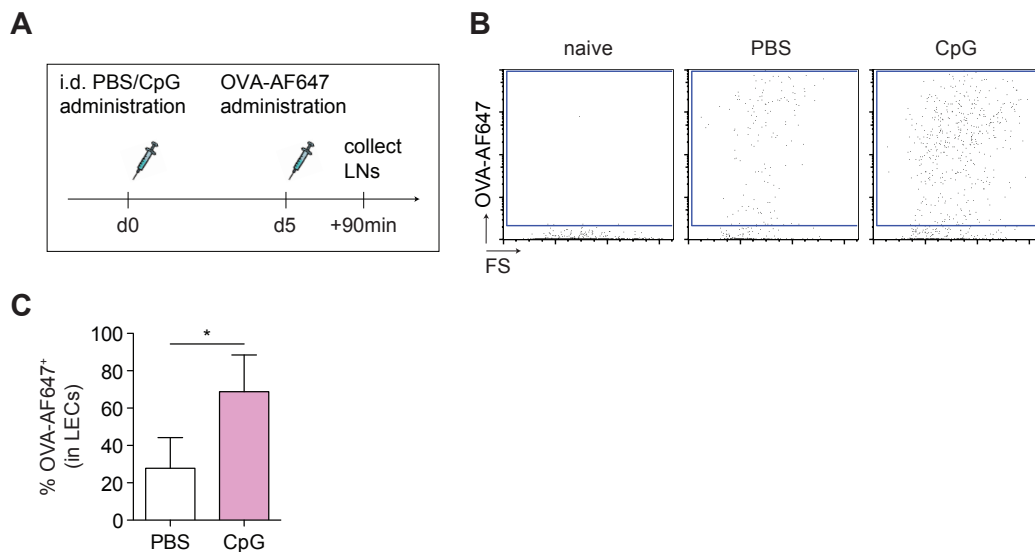 A
i.d. PBS/CpG
administration
OVA-AF647
administration
collect
LNs
d0
d5
+90min
B
naive
PBS
CpG
OVA-AF647
FS
C
% OVA-AF647⁺
(in LECs)
100
80
60
40
20
0
*
PBS
CpG